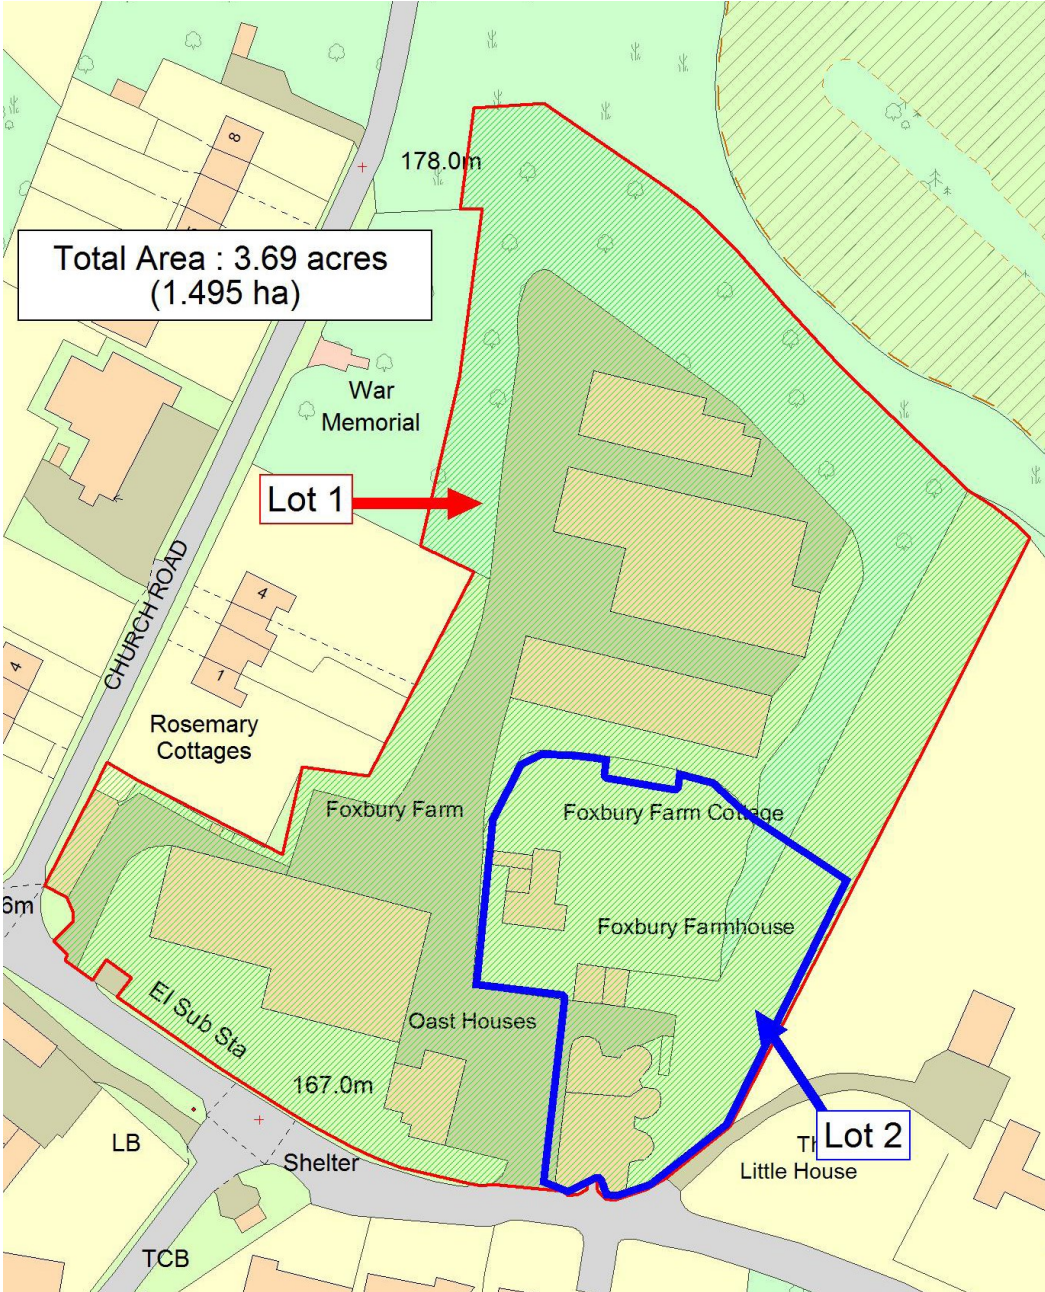 8
178.0m
Total Area : 3.69 acres
(1.495 ha)
War
Memorial
Lot 1
CHURCH ROAD
4
4
1
Rosemary
Cottages
Foxbury Farm
Foxbury Farm Cottage
6m
Foxbury Farmhouse
El Sub Sta
Oast Houses
167.0m
LB
Shelter
Lot 2
Little House
TCB